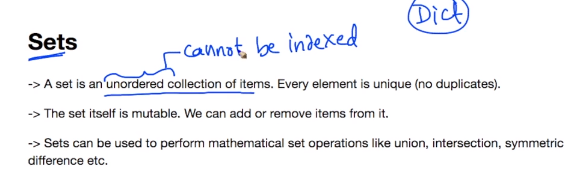 Dict
Sets
cannot be indexed
-> A set is an unordered collection of items. Every element is unique (no duplicates).
-> The set itself is mutable. We can add or remove items from it.
-> Sets can be used to perform mathematical set operations like union, intersection, symmetric
difference etc.